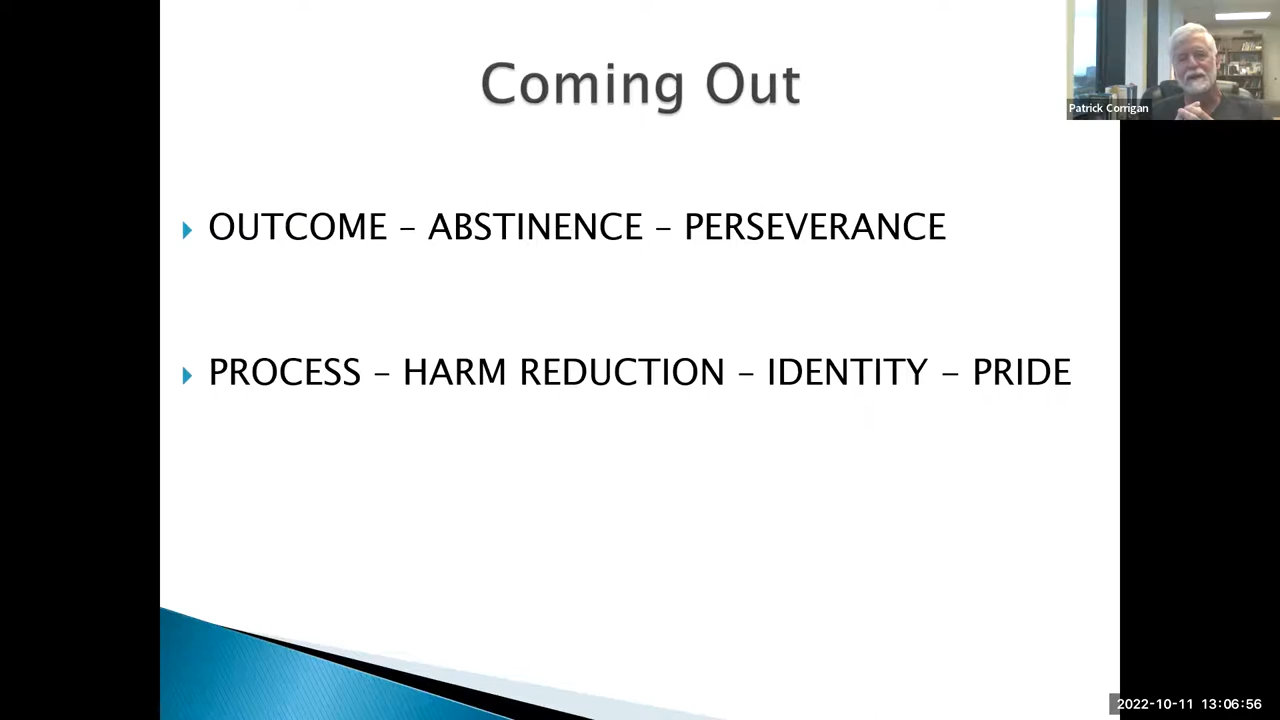 Coming Out
Patrick Corrigan
OUTCOME – ABSTINENCE – PERSEVERANCE
PROCESS – HARM REDUCTION – IDENTITY – PRIDE
2022-10-11 13:06:56